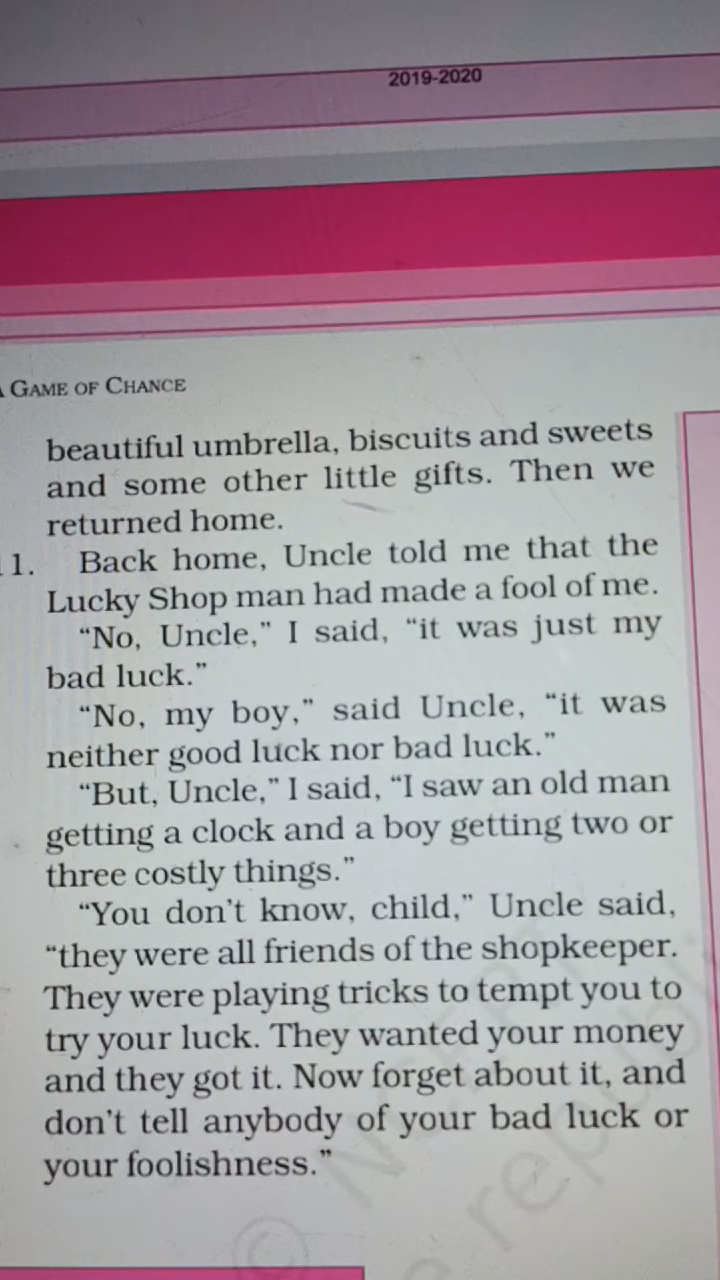 2019-2020
A GAME OF CHANCE
beautiful umbrella, biscuits and sweets
and some other little gifts. Then we
returned home.
11. Back home, Uncle told me that the
Lucky Shop man had made a fool of me.
“No, Uncle,” I said, “it was just my
bad luck.”
“No, my boy,” said Uncle, “it was
neither good luck nor bad luck.”
“But, Uncle,” I said, “I saw an old man
getting a clock and a boy getting two or
three costly things.”
“You don't know, child,” Uncle said,
“they were all friends of the shopkeeper.
They were playing tricks to tempt you to
try your luck. They wanted your money
and they got it. Now forget about it, and
don't tell anybody of your bad luck or
your foolishness.”
© NCERT
republ